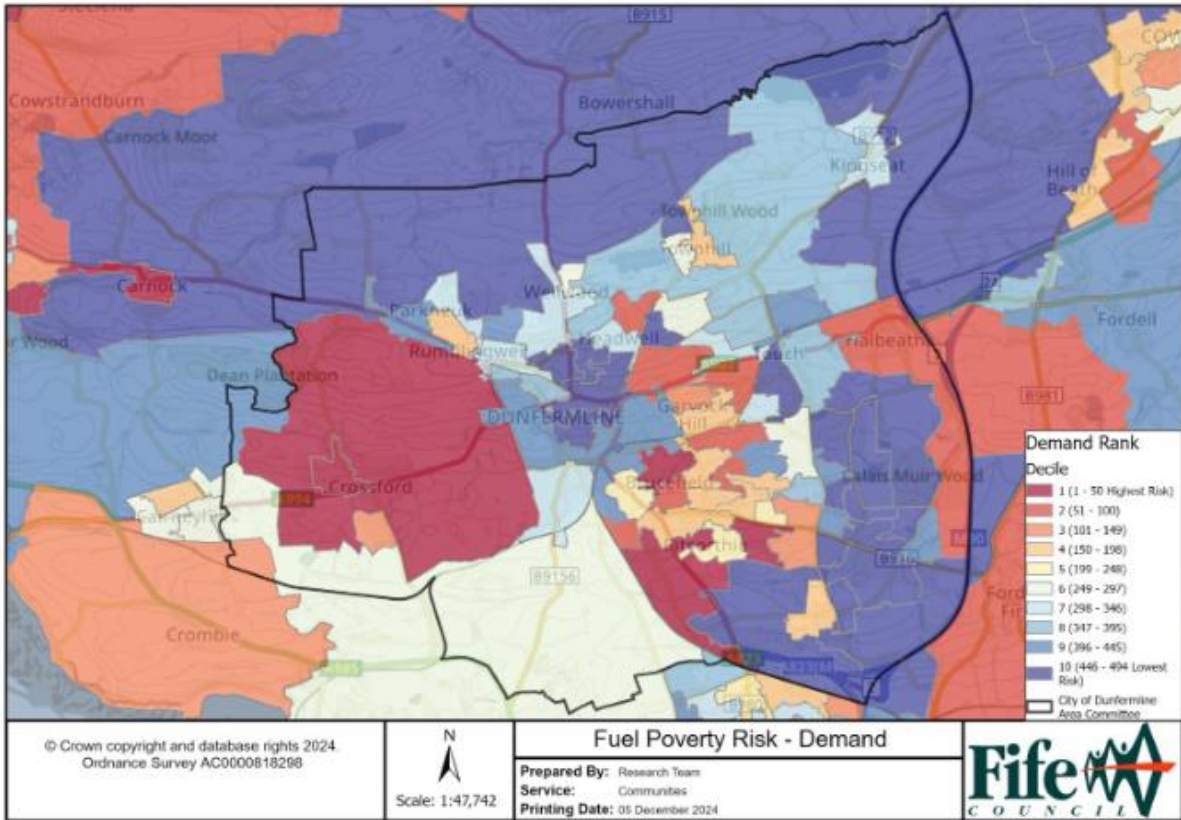 B915
Cowstrandburn
Carnock Moor
Bowershall
Kingseat
Hill of
Beath
Townhill Wood
Townhill
Carnock
Wellwood
Parkneuk
Headwell
Fordell
Rumblingwell
Touch
Halbeath
Dean Plantation
B981
DUNFERMLINE
Garvock
Hill
Crossford
Calais Muir Wood
B9156
Crombie
M90
Demand Rank
Decile
1 (1 - 50 Highest Risk)
2 (51 - 100)
3 (101 - 149)
4 (150 - 198)
5 (199 - 248)
6 (249 - 297)
7 (298 - 346)
8 (347 - 395)
9 (396 - 445)
10 (446 - 494 Lowest
Risk)
City of Dunfermline
Area Committee
© Crown copyright and database rights 2024.
Ordnance Survey AC0000818298
N
Scale: 1:47,742
Fuel Poverty Risk - Demand
Prepared By: Research Team
Service: Communities
Printing Date: 05 December 2024
Fife
COUNCIL